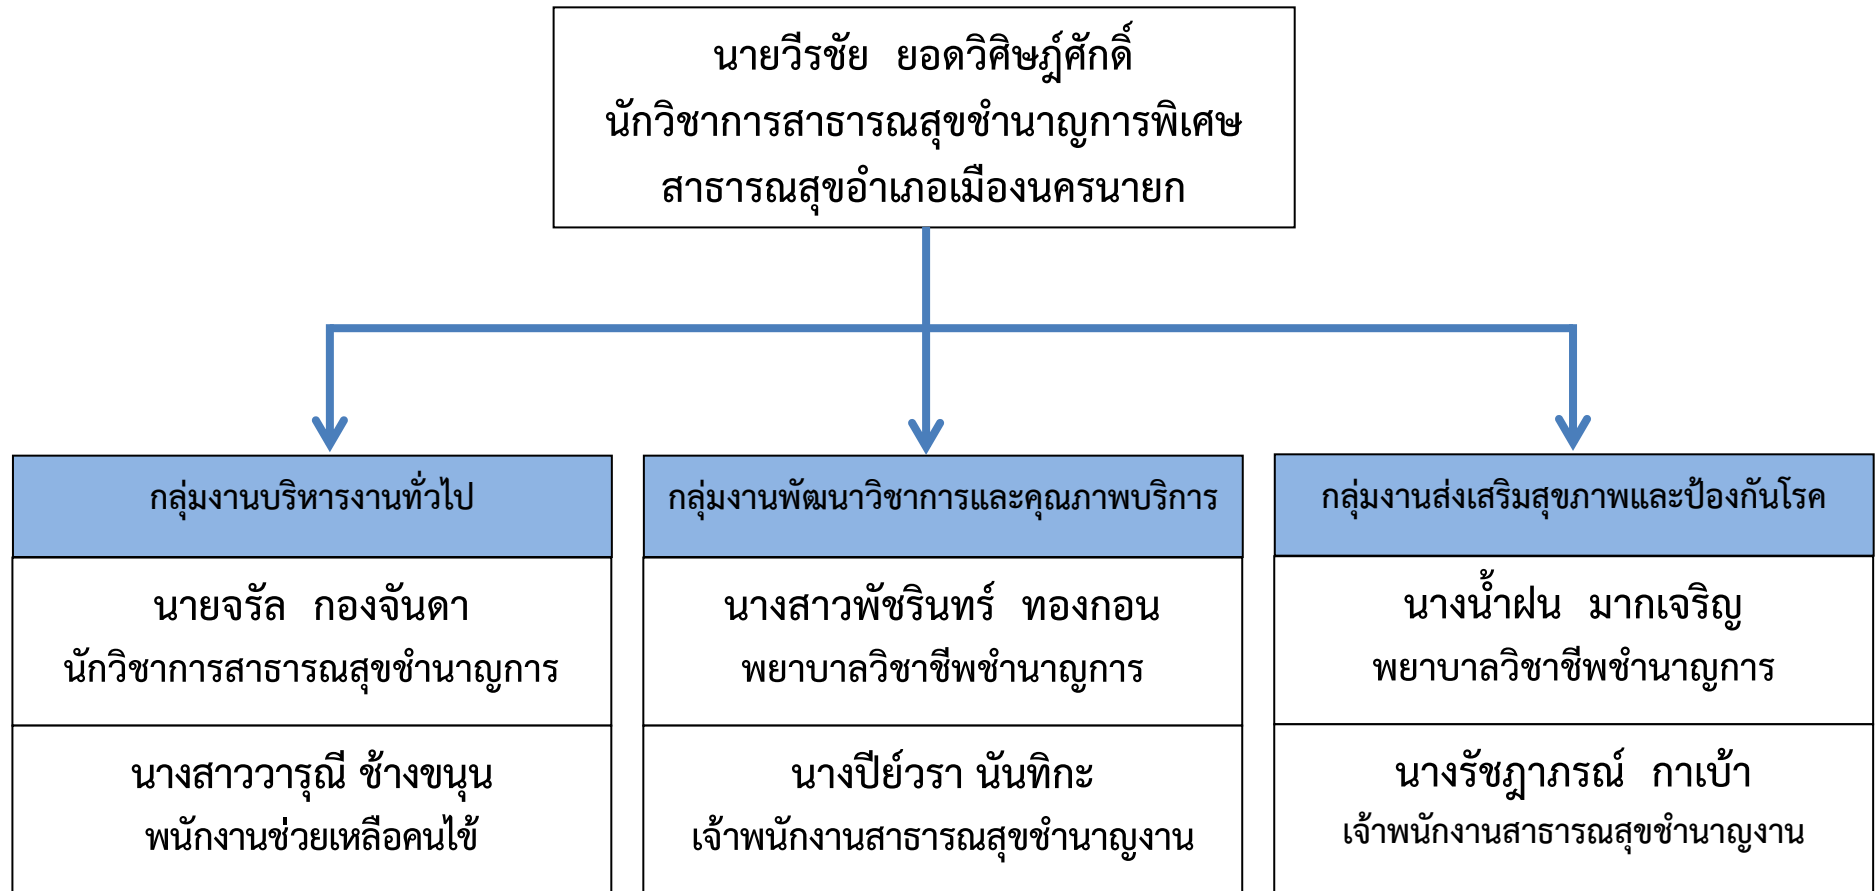 นายวีรชัย ยอดวิศิษฎ์ศักดิ์
นักวิชาการสาธารณสุขชำนาญการพิเศษ
สาธารณสุขอำเภอเมืองนครนายก
กลุ่มงานบริหารงานทั่วไป
นายจรัล กองจันดา
นักวิชาการสาธารณสุขชำนาญการ
นางสาววารุณี ช้างขนุน
พนักงานช่วยเหลือคนไข้
กลุ่มงานพัฒนาวิชาการและคุณภาพบริการ
นางสาวพัชรินทร์ ทองกอน
พยาบาลวิชาชีพชำนาญการ
นางปีย์วรา นันทิกะ
เจ้าพนักงานสาธารณสุขชำนาญงาน
กลุ่มงานส่งเสริมสุขภาพและป้องกันโรค
นางน้ำฝน มากเจริญ
พยาบาลวิชาชีพชำนาญการ
นางรัชฎาภรณ์ กาเบ้า
เจ้าพนักงานสาธารณสุขชำนาญงาน